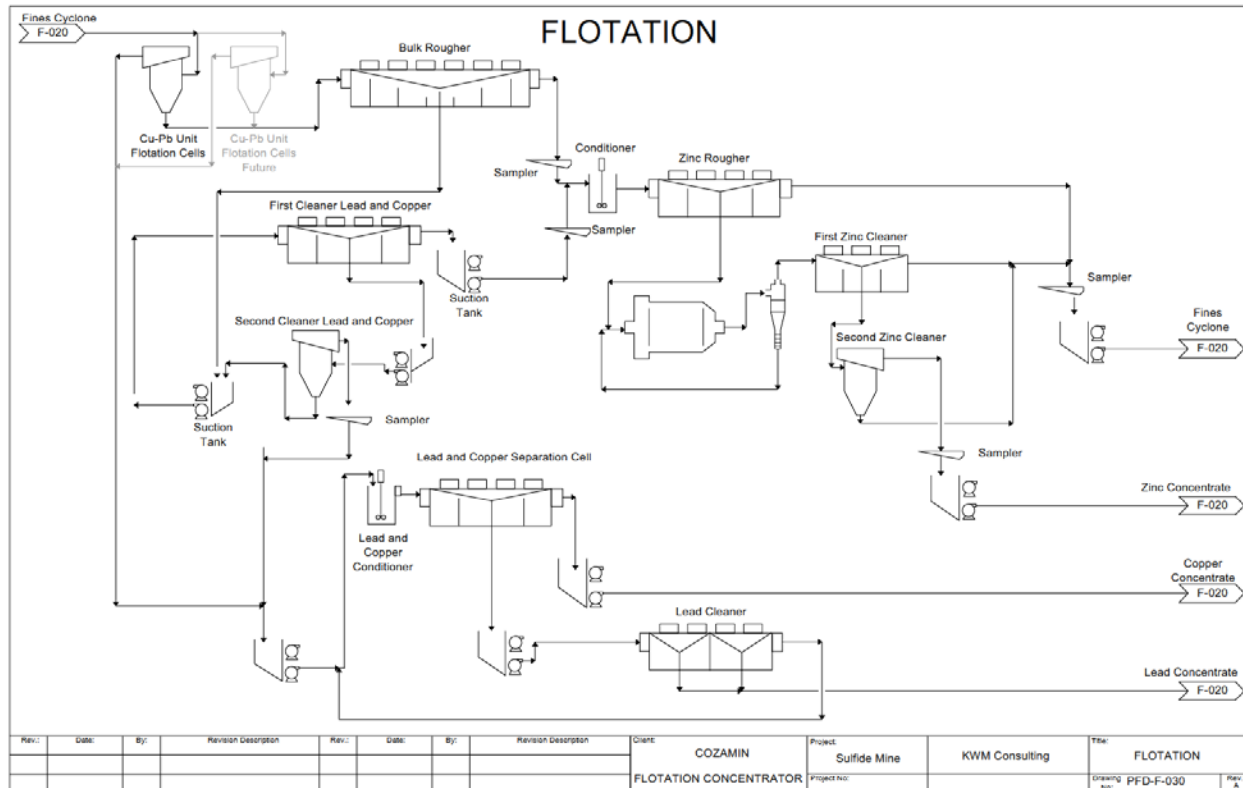 FLOTATION
Fines Cyclone
F-020
Bulk Rougher
Cu-Pb Unit
Flotation Cells
Cu-Pb Unit
Flotation Cells
Future
Sampler
Conditioner
Zinc Rougher
First Cleaner Lead and Copper
Sampler
First Zinc Cleaner
Suction
Tank
Sampler
Second Cleaner Lead and Copper
Second Zinc Cleaner
Fines
Cyclone
F-020
Suction
Tank
Sampler
Sampler
Lead and Copper Separation Cell
Zinc Concentrate
F-020
Lead and
Copper
Conditioner
Copper
Concentrate
F-020
Lead Cleaner
Lead Concentrate
F-020
Rev.: Date: By: Revision Description Rev.: Date: By: Revision Description
Client:
COZAMIN
FLOTATION CONCENTRATOR
Project:
Sulfide Mine
Project No:
KWM Consulting
Title:
FLOTATION
Drawing
No:
PFD-F-030
Rev.
A